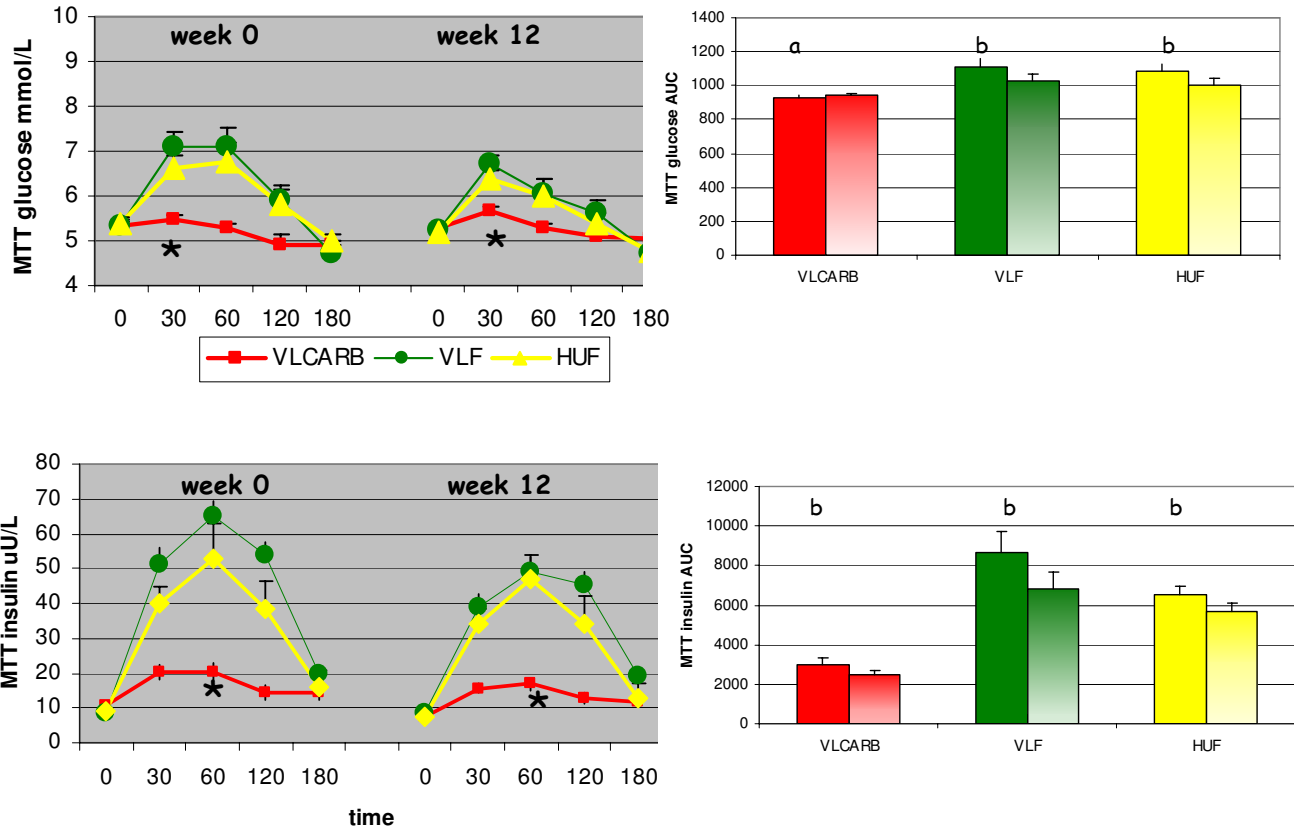 MTT glucose mmol/L
10
9
8
7
6
5
4
week 0
week 12
*
*
0 30 60 120 180 0 30 60 120 180
VLCARB VLF HUF
MTT glucose AUC
1400
1200
1000
800
600
400
200
0
a b b
VLCARB VLF HUF
MTT insulin uU/L
80
70
60
50
40
30
20
10
0
week 0
week 12
*
*
0 30 60 120 180 0 30 60 120 180
time
MTT insulin AUC
12000
10000
8000
6000
4000
2000
0
b b b
VLCARB VLF HUF